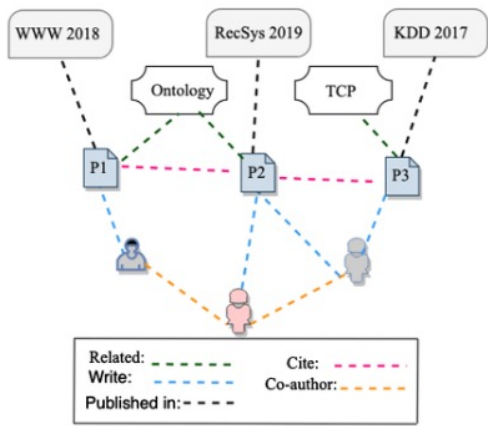 WWW 2018
RecSys 2019
KDD 2017
Ontology
TCP
P1
P2
P3
Related:
Cite:
Write:
Co-author:
Published in: